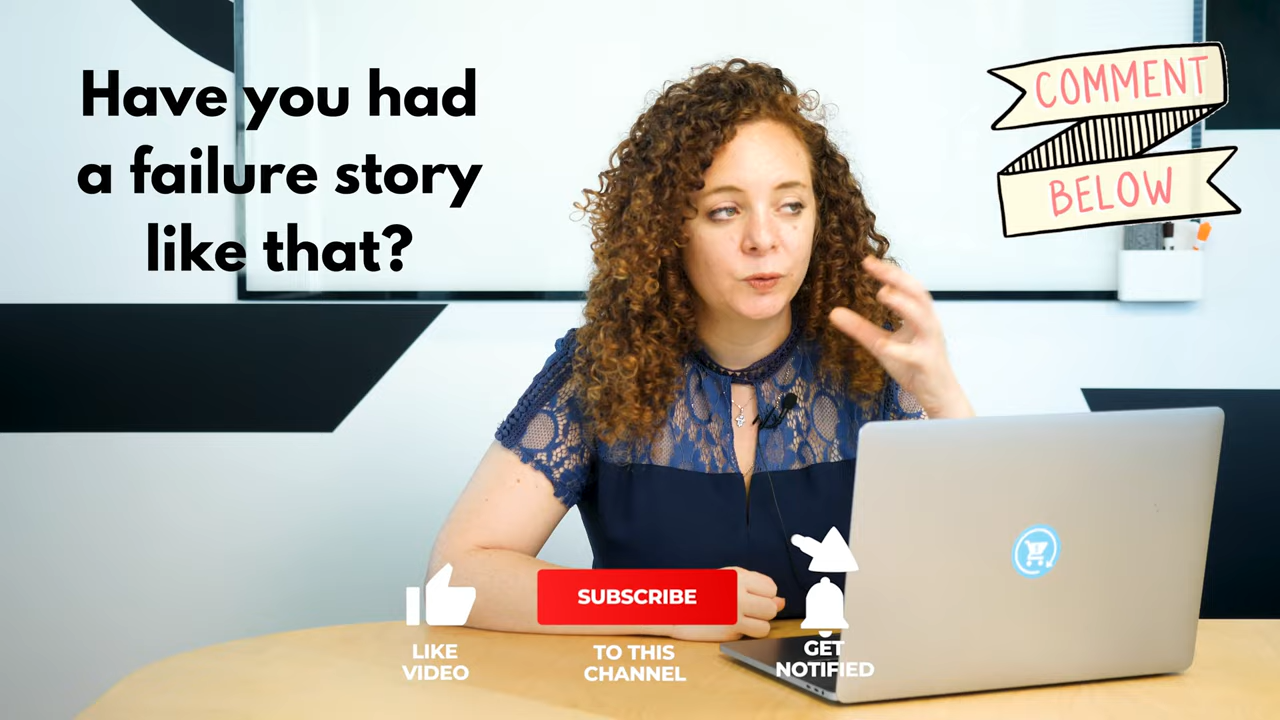 Have you had
a failure story
like that?
COMMENT
BELOW
LIKE
VIDEO
SUBSCRIBE
TO THIS
CHANNEL
GET
NOTIFIED